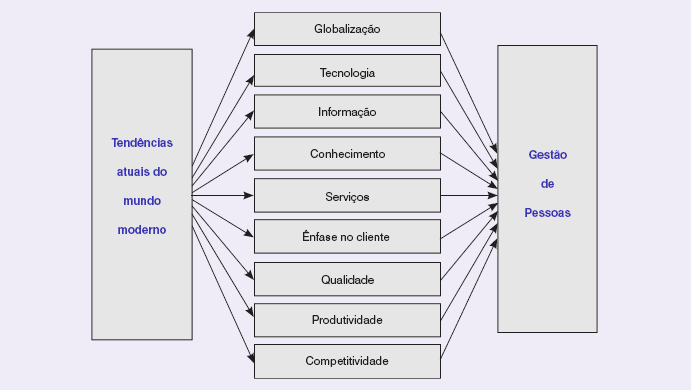 Tendências
atuais do
mundo
moderno
Globalização
Tecnologia
Informação
Conhecimento
Serviços
Ênfase no cliente
Qualidade
Produtividade
Competitividade
Gestão
de
Pessoas